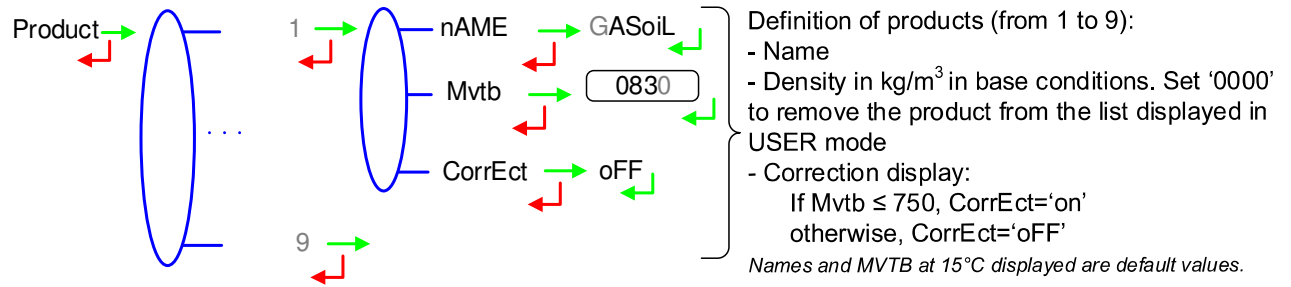 Product
1
nAME
GASoiL
Mvtb
0830
. . .
CorrEct
oFF
9
Definition of products (from 1 to 9):
- Name
- Density in kg/m³ in base conditions. Set ‘0000’
to remove the product from the list displayed in
USER mode
- Correction display:
If Mvtb ≤ 750, CorrEct=‘on’
otherwise, CorrEct=‘oFF’
Names and MVTB at 15°C displayed are default values.